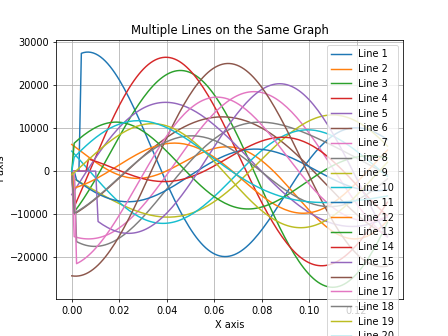 Multiple Lines on the Same Graph
30000
20000
10000
0
−10000
−20000
0.00 0.02 0.04 0.06 0.08 0.10
X axis
axis
Line 1
Line 2
Line 3
Line 4
Line 5
Line 6
Line 7
Line 8
Line 9
Line 10
Line 11
Line 12
Line 13
Line 14
Line 15
Line 16
Line 17
Line 18
Line 19
Line 20